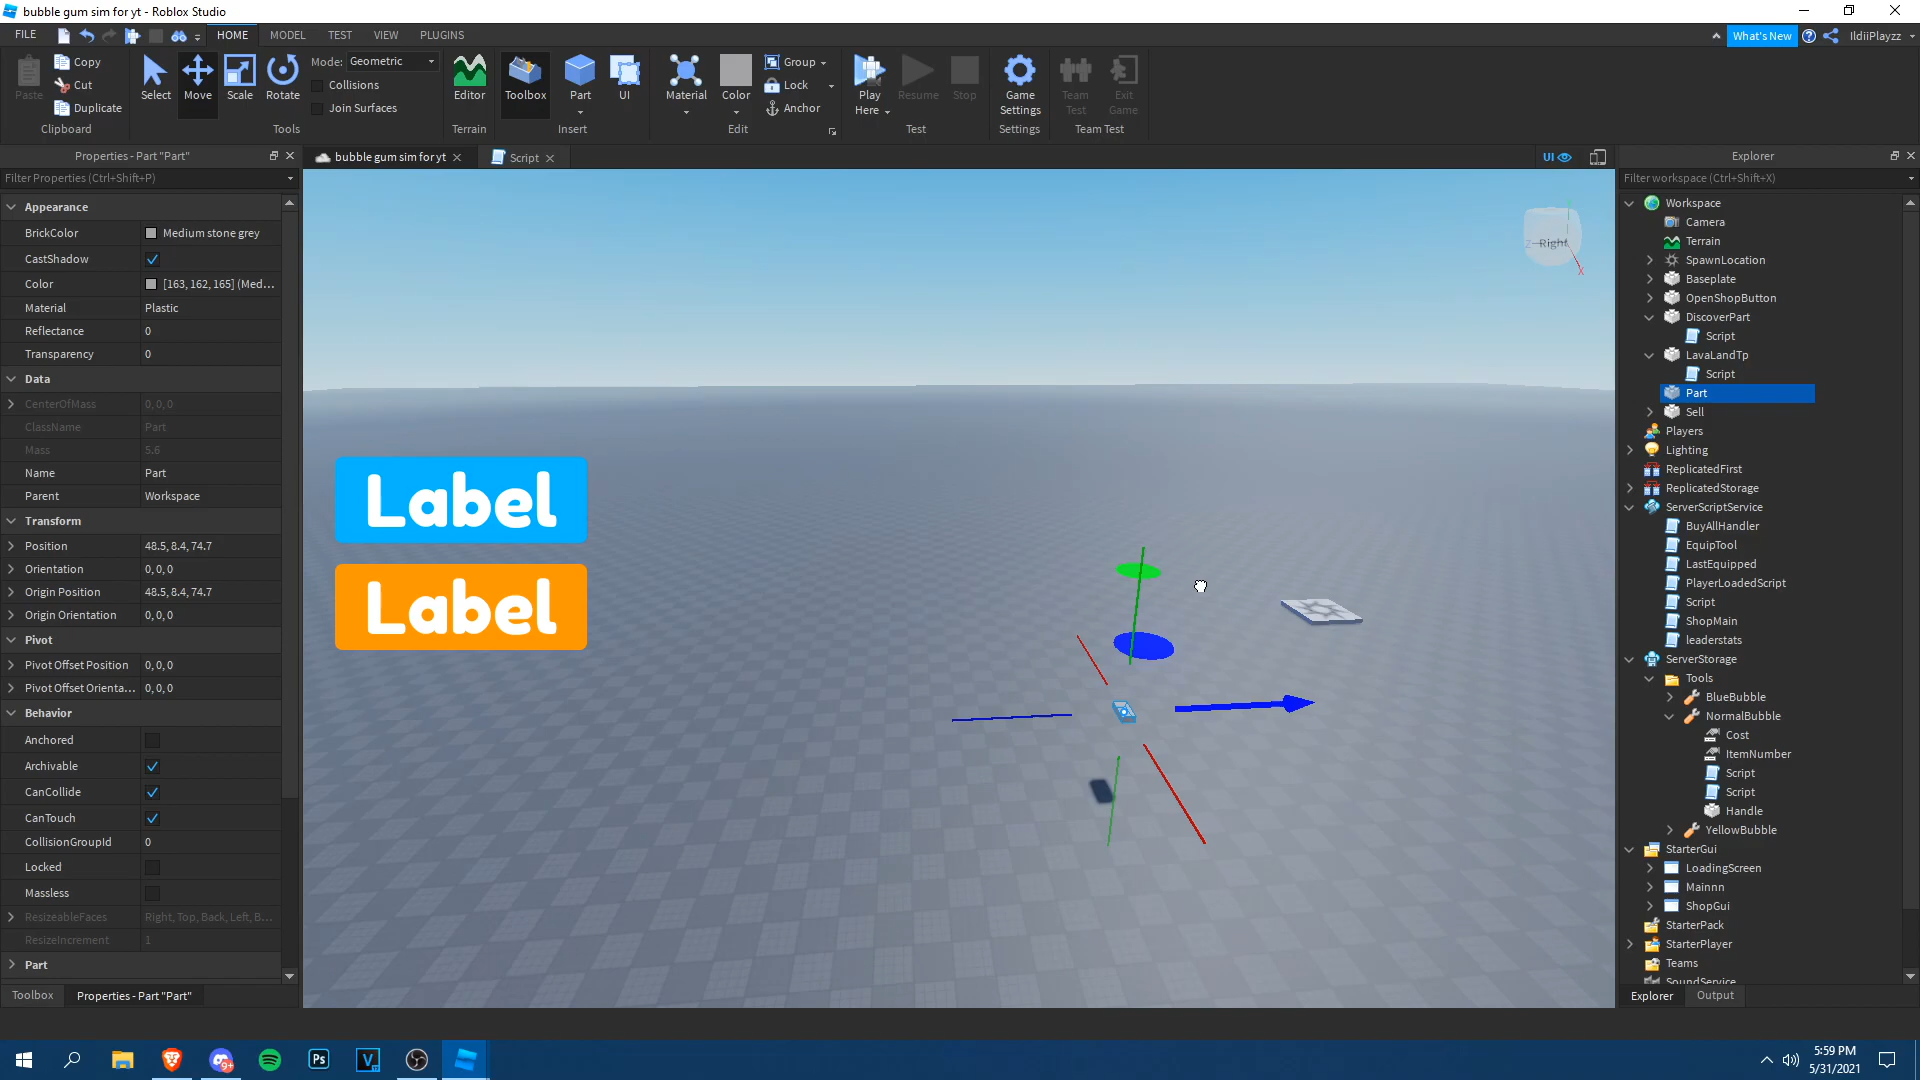 bubble gum sim for yt - Roblox Studio
FILE HOME MODEL TEST VIEW PLUGINS What's New IldiiPlayzz
Paste Copy Cut Duplicate
Clipboard
Select Move Scale Rotate Mode: Geometric Collisions Join Surfaces
Tools
Editor
Terrain
Toolbox Part UI
Insert
Material Color Group Lock Anchor
Edit
Play Here Resume Stop
Test
Game Settings
Settings
Team Test Exit Game
Team Test
Properties - Part "Part"
Filter Properties (Ctrl+Shift+P)
Appearance
BrickColor Medium stone grey
CastShadow
Color [163, 162, 165] (Med...
Material Plastic
Reflectance 0
Transparency 0
Data
CenterOfMass 0, 0, 0
ClassName Part
Mass 5.6
Name Part
Parent Workspace
Transform
Position 48.5, 8.4, 74.7
Orientation 0, 0, 0
Origin Position 48.5, 8.4, 74.7
Origin Orientation 0, 0, 0
Pivot
Pivot Offset Position 0, 0, 0
Pivot Offset Orienta... 0, 0, 0
Behavior
Anchored
Archivable
CanCollide
CanTouch
CollisionGroupId 0
Locked
Massless
ResizeableFaces Right, Top, Back, Left, B...
ResizeIncrement 1
Part
Toolbox Properties - Part "Part"
bubble gum sim for yt Script UI
Right
Z
X
Label
Label
Explorer
Filter workspace (Ctrl+Shift+X)
Workspace
Camera
Terrain
SpawnLocation
Baseplate
OpenShopButton
DiscoverPart
Script
LavaLandTp
Script
Part
Sell
Players
Lighting
ReplicatedFirst
ReplicatedStorage
ServerScriptService
BuyAllHandler
EquipTool
LastEquipped
PlayerLoadedScript
Script
ShopMain
leaderstats
ServerStorage
Tools
BlueBubble
NormalBubble
Cost
ItemNumber
Script
Script
Handle
YellowBubble
StarterGui
LoadingScreen
Mainnn
ShopGui
StarterPack
StarterPlayer
Teams
SoundService
Explorer Output
9+ Ps V
5:59 PM
5/31/2021